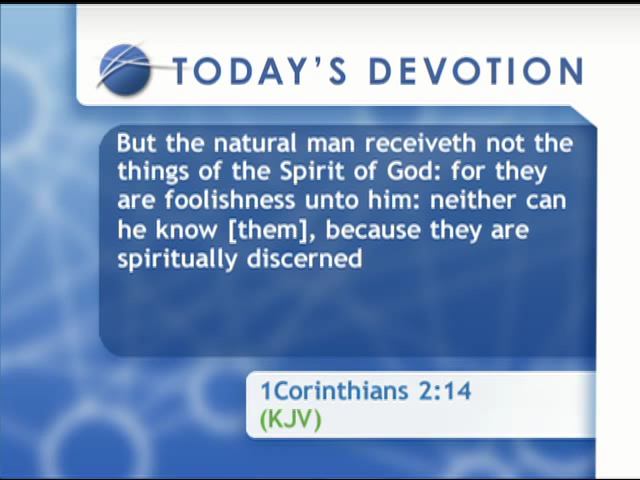 TODAY'S DEVOTION
But the natural man receiveth not the
things of the Spirit of God: for they
are foolishness unto him: neither can
he know [them], because they are
spiritually discerned
1Corinthians 2:14
(KJV)